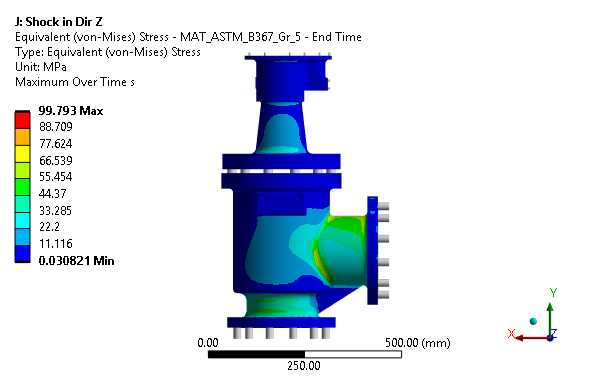 J: Shock in Dir Z
Equivalent (von-Mises) Stress - MAT_ASTM_B367_Gr_5 - End Time
Type: Equivalent (von-Mises) Stress
Unit: MPa
Maximum Over Time s
99.793 Max
88.709
77.624
66.539
55.454
44.37
33.285
22.2
11.116
0.030821 Min
Y
X
Z
0.00
500.00 (mm)
250.00